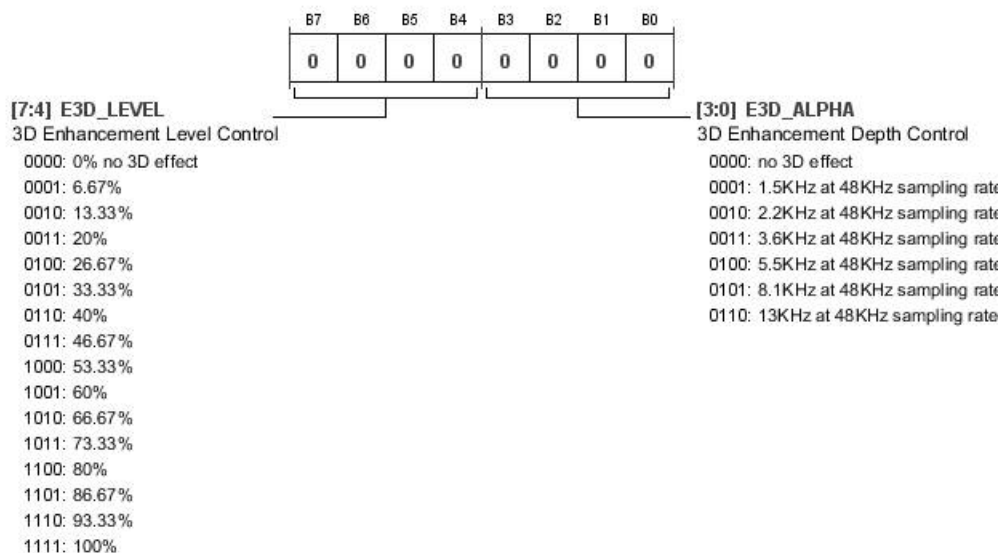 B7 B6 B5 B4 B3 B2 B1 B0
0 0 0 0 0 0 0 0
[7:4] E3D_LEVEL
3D Enhancement Level Control
0000: 0% no 3D effect
0001: 6.67%
0010: 13.33%
0011: 20%
0100: 26.67%
0101: 33.33%
0110: 40%
0111: 46.67%
1000: 53.33%
1001: 60%
1010: 66.67%
1011: 73.33%
1100: 80%
1101: 86.67%
1110: 93.33%
1111: 100%
[3:0] E3D_ALPHA
3D Enhancement Depth Control
0000: no 3D effect
0001: 1.5KHz at 48KHz sampling rate
0010: 2.2KHz at 48KHz sampling rate
0011: 3.6KHz at 48KHz sampling rate
0100: 5.5KHz at 48KHz sampling rate
0101: 8.1KHz at 48KHz sampling rate
0110: 13KHz at 48KHz sampling rate